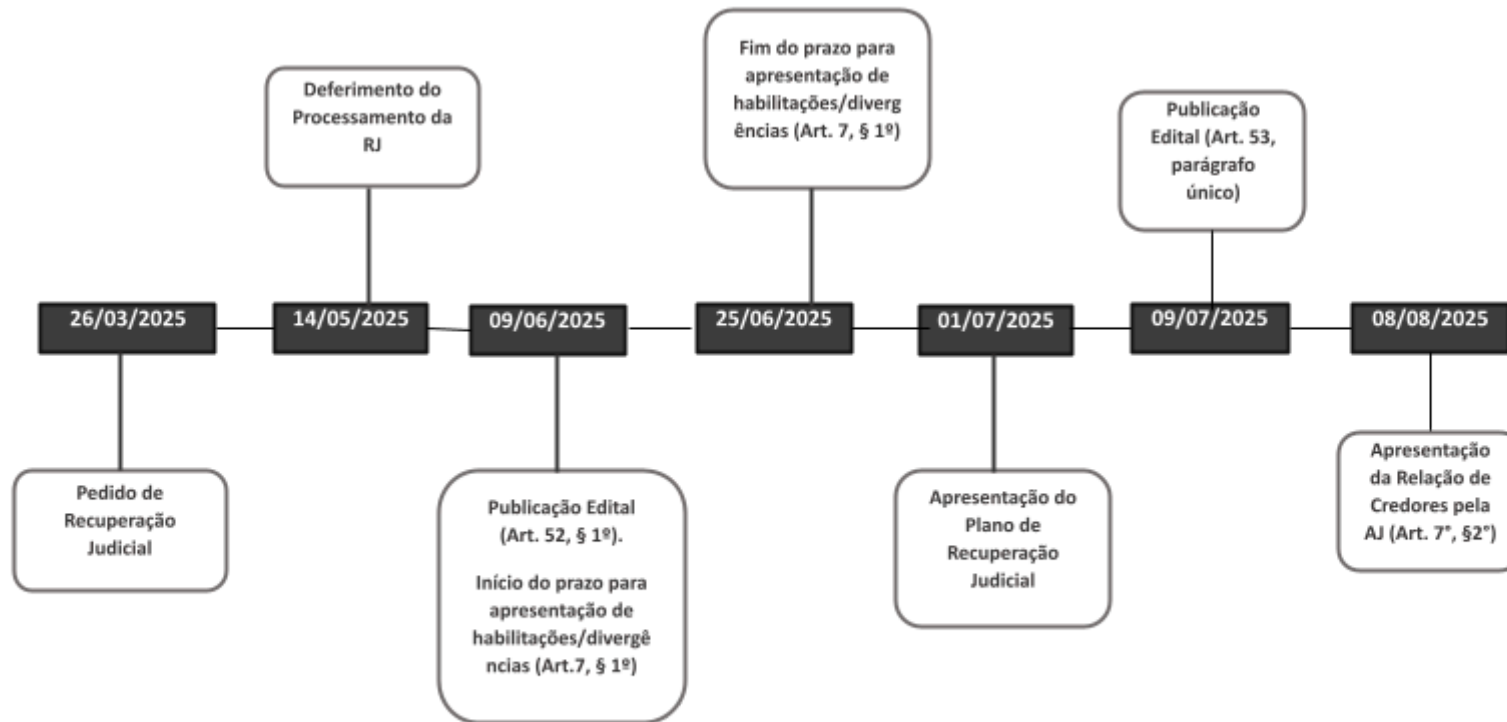 26/03/2025
Pedido de
Recuperação
Judicial
14/05/2025
Deferimento do
Processamento da
RJ
09/06/2025
Publicação Edital
(Art. 52, § 1º).
Início do prazo para
apresentação de
habilitações/divergê
ncias (Art.7, § 1º)
25/06/2025
Fim do prazo para
apresentação de
habilitações/diverg
ências (Art. 7, § 1º)
01/07/2025
Apresentação do
Plano de
Recuperação
Judicial
09/07/2025
Publicação
Edital (Art. 53,
parágrafo
único)
08/08/2025
Apresentação
da Relação de
Credores pela
AJ (Art. 7°, §2°)